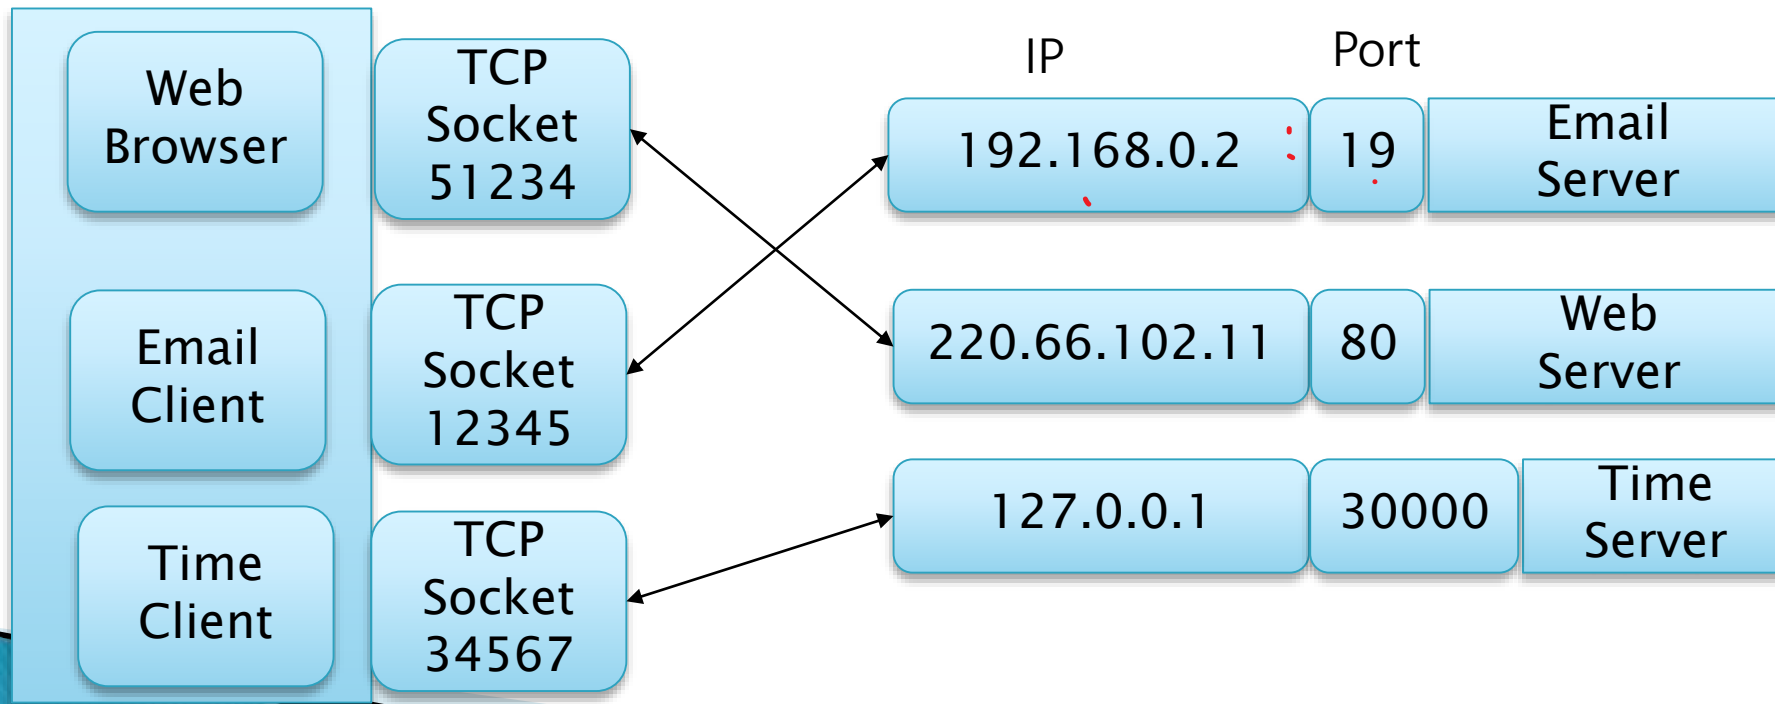 Web
Browser
TCP
Socket
51234
Email
Client
TCP
Socket
12345
Time
Client
TCP
Socket
34567
IP
Port
192.168.0.2
19
Email
Server
220.66.102.11
80
Web
Server
127.0.0.1
30000
Time
Server